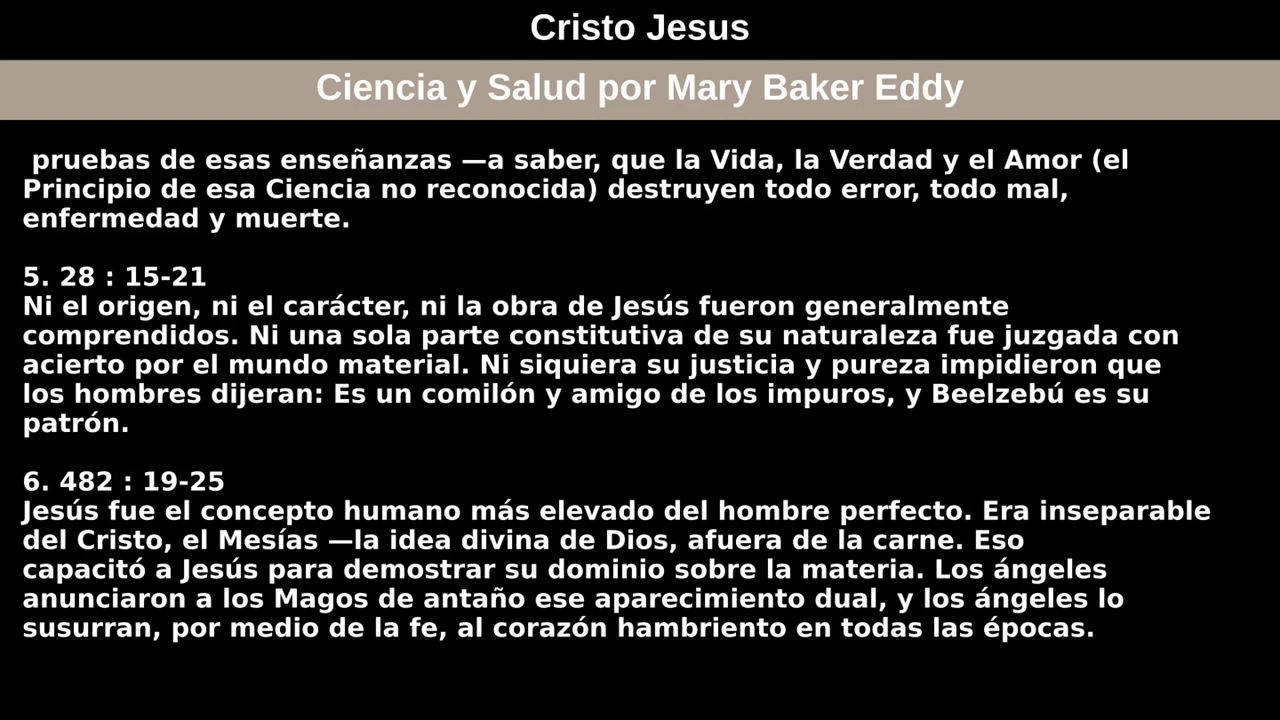 Cristo Jesus
Ciencia y Salud por Mary Baker Eddy
pruebas de esas enseñanzas —a saber, que la Vida, la Verdad y el Amor (el
Principio de esa Ciencia no reconocida) destruyen todo error, todo mal,
enfermedad y muerte.
5. 28 : 15-21
Ni el origen, ni el carácter, ni la obra de Jesús fueron generalmente
comprendidos. Ni una sola parte constitutiva de su naturaleza fue juzgada con
acierto por el mundo material. Ni siquiera su justicia y pureza impidieron que
los hombres dijeran: Es un comilón y amigo de los impuros, y Beelzebú es su
patrón.
6. 482 : 19-25
Jesús fue el concepto humano más elevado del hombre perfecto. Era inseparable
del Cristo, el Mesías —la idea divina de Dios, afuera de la carne. Eso
capacitó a Jesús para demostrar su dominio sobre la materia. Los ángeles
anunciaron a los Magos de antaño ese aparecimiento dual, y los ángeles lo
susurran, por medio de la fe, al corazón hambriento en todas las épocas.